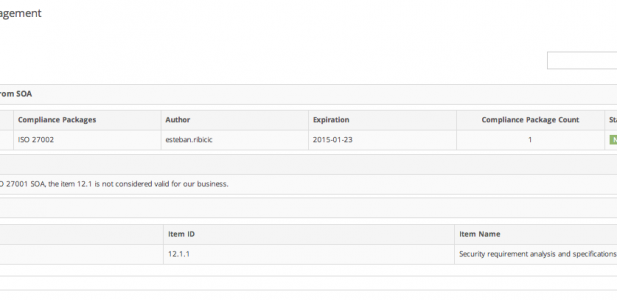 agement
rom SOA
Compliance Packages Author Expiration Compliance Package Count Sta
ISO 27002 esteban.ribicic 2015-01-23 1
O 27001 SOA, the item 12.1 is not considered valid for our business.
Item ID Item Name
12.1.1 Security requirement analysis and specifications